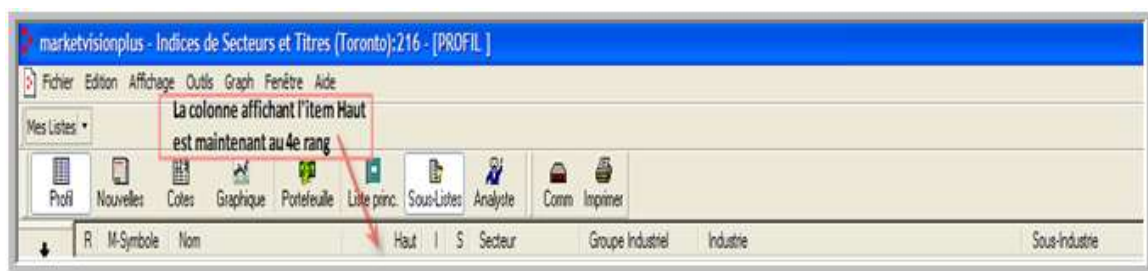 marketvisionplus - Indices de Secteurs et Titres (Toronto):216 - [PROFIL ]
Fichier Edition Affichage Outils Graph Fenêtre Aide
La colonne affichant l'item Haut
est maintenant au 4e rang
Mes Listes
Profil Nouvelles Cotes Graphique Portefeuille Liste princ. Sous-Listes Analyste Comm Imprimer
R M-Symbole Nom Haut I S Secteur Groupe Industriel Industrie Sous-Industrie